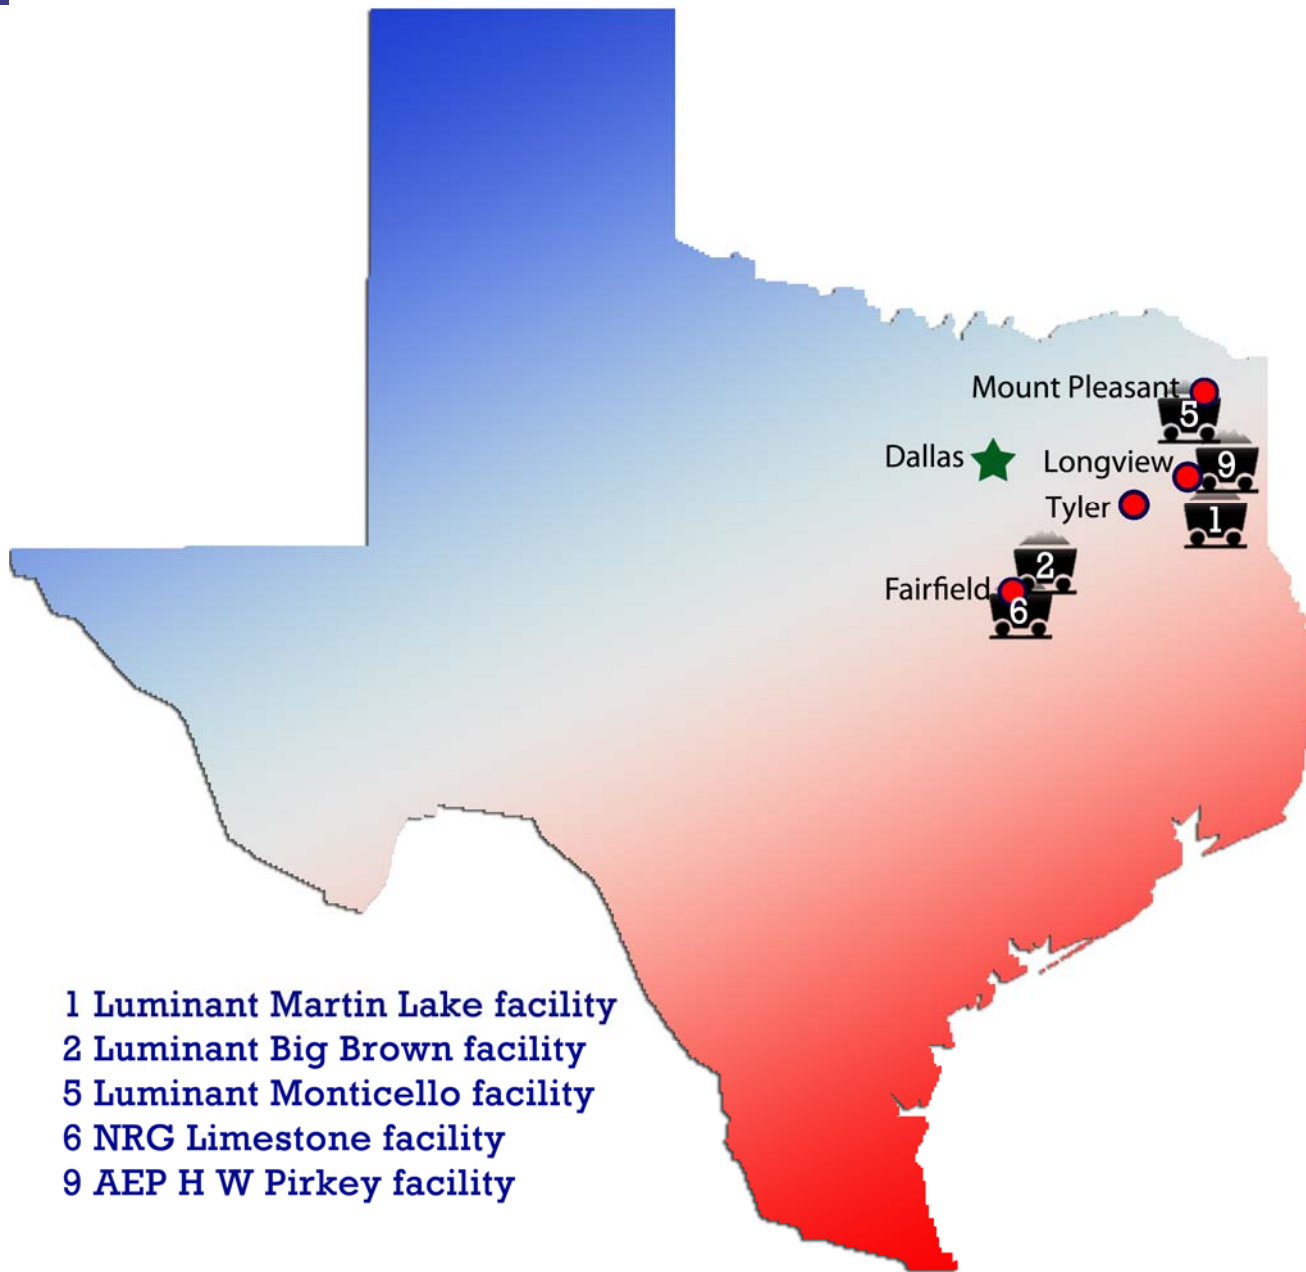 Mount Pleasant
5
Dallas
Longview
9
Tyler
1
2
Fairfield
6
1 Luminant Martin Lake facility
2 Luminant Big Brown facility
5 Luminant Monticello facility
6 NRG Limestone facility
9 AEP H W Pirkey facility